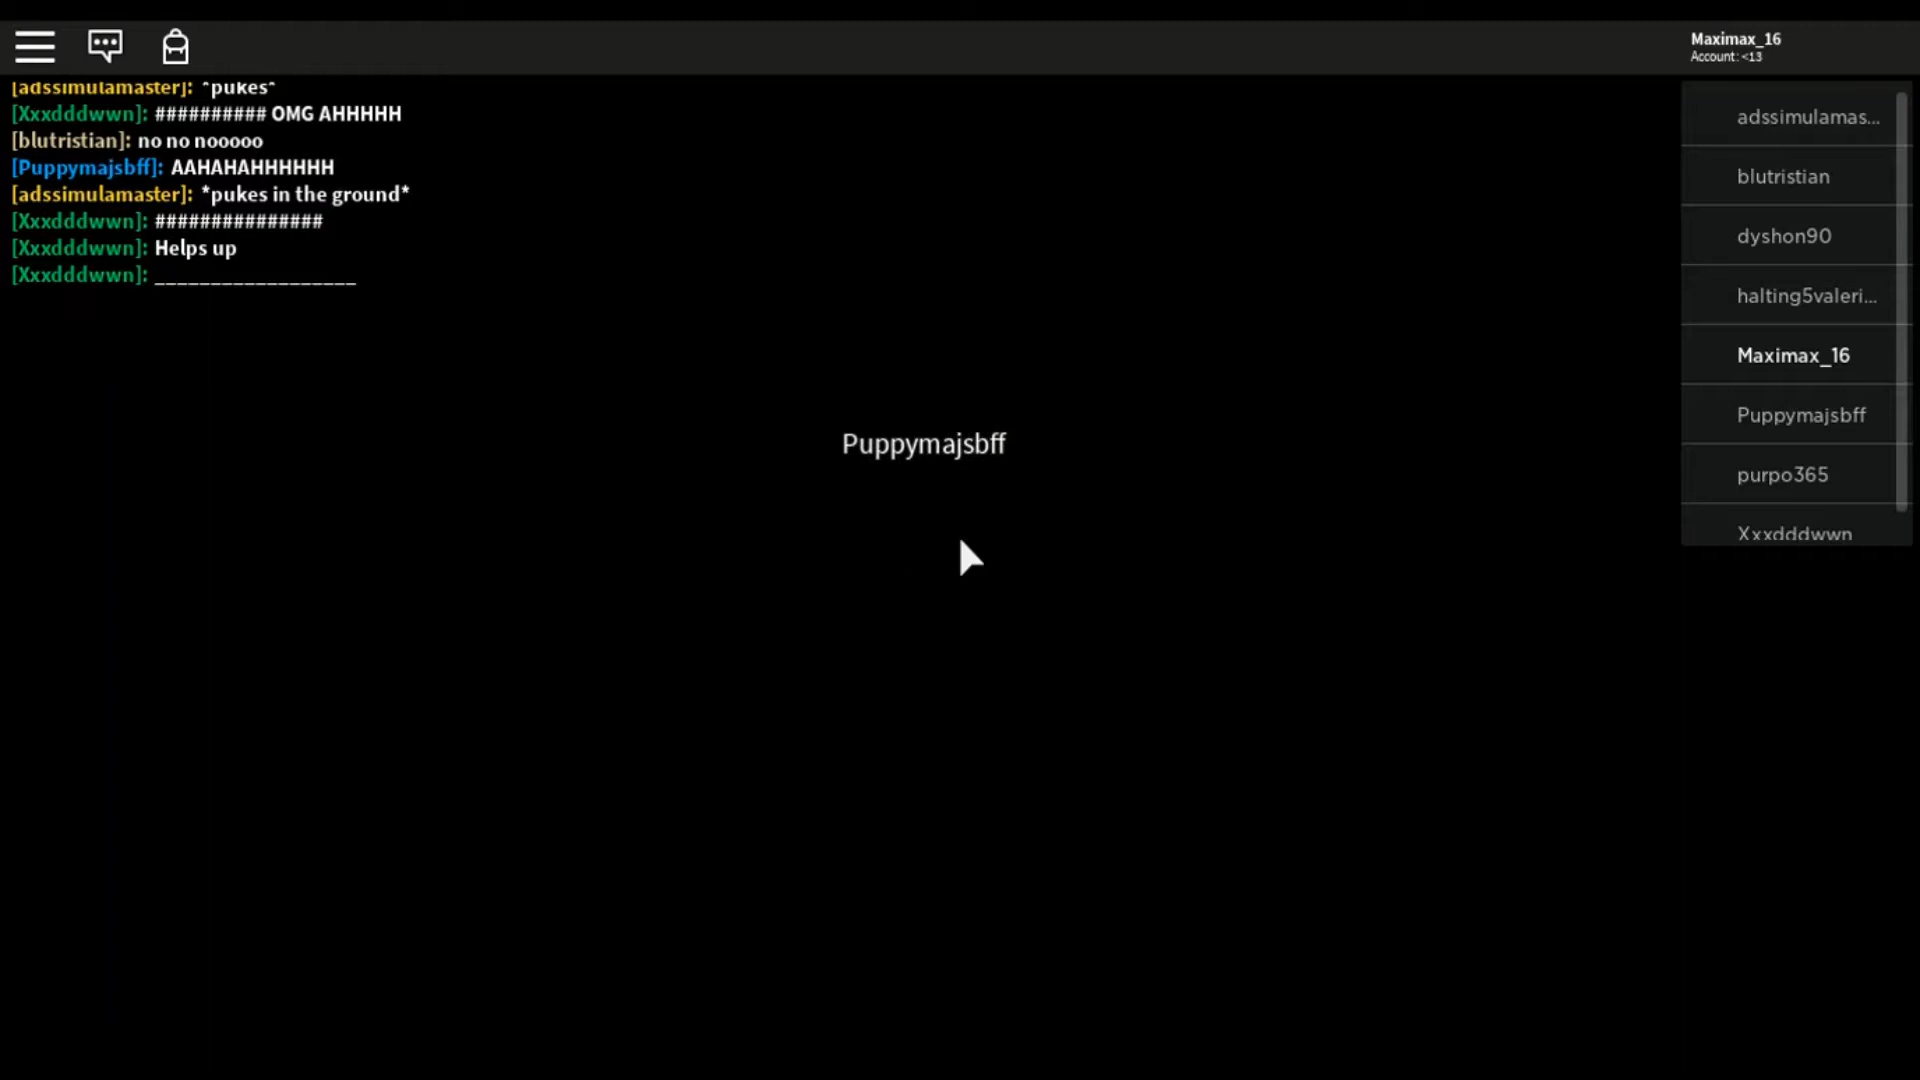 Maximax_16
Account: <13
[adssimulamaster]: *pukes*
[Xxxdddwwn]: ########## OMG AHHHHH
[blutristian]: no no nooooo
[Puppymajsbff]: AAHAHAHHHHHH
[adssimulamaster]: *pukes in the ground*
[Xxxdddwwn]: ###############
[Xxxdddwwn]: Helps up
[Xxxdddwwn]: __________________
Puppymajsbff
adssimulamas...
blutristian
dyshon90
halting5valeri...
Maximax_16
Puppymajsbff
purpo365
Xxxdddwwn